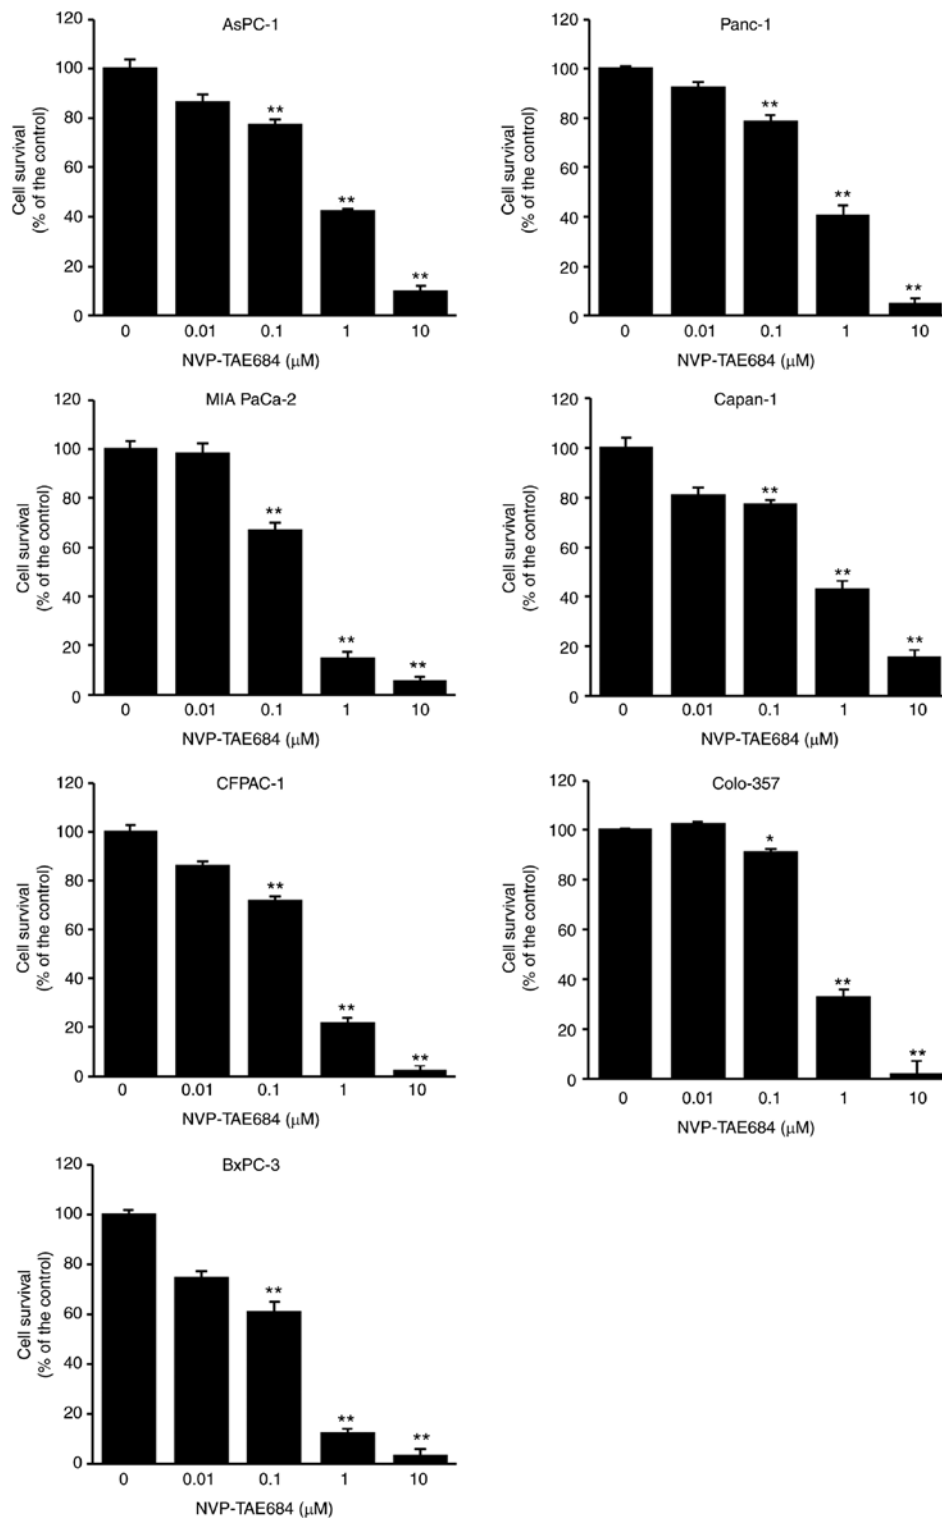 AsPC-1
120
100
80
60
40
20
0
Cell survival
(% of the control)
**
**
**
0 0.01 0.1 1 10
NVP-TAE684 (μM)
Panc-1
120
100
80
60
40
20
0
Cell survival
(% of the control)
**
**
**
0 0.01 0.1 1 10
NVP-TAE684 (μM)
MIA PaCa-2
120
100
80
60
40
20
0
Cell survival
(% of the control)
**
**
**
0 0.01 0.1 1 10
NVP-TAE684 (μM)
Capan-1
120
100
80
60
40
20
0
Cell survival
(% of the control)
**
**
**
0 0.01 0.1 1 10
NVP-TAE684 (μM)
CFPAC-1
120
100
80
60
40
20
0
Cell survival
(% of the control)
**
**
**
0 0.01 0.1 1 10
NVP-TAE684 (μM)
Colo-357
120
100
80
60
40
20
0
Cell survival
(% of the control)
*
**
**
0 0.01 0.1 1 10
NVP-TAE684 (μM)
BxPC-3
120
100
80
60
40
20
0
Cell survival
(% of the control)
**
**
**
0 0.01 0.1 1 10
NVP-TAE684 (μM)